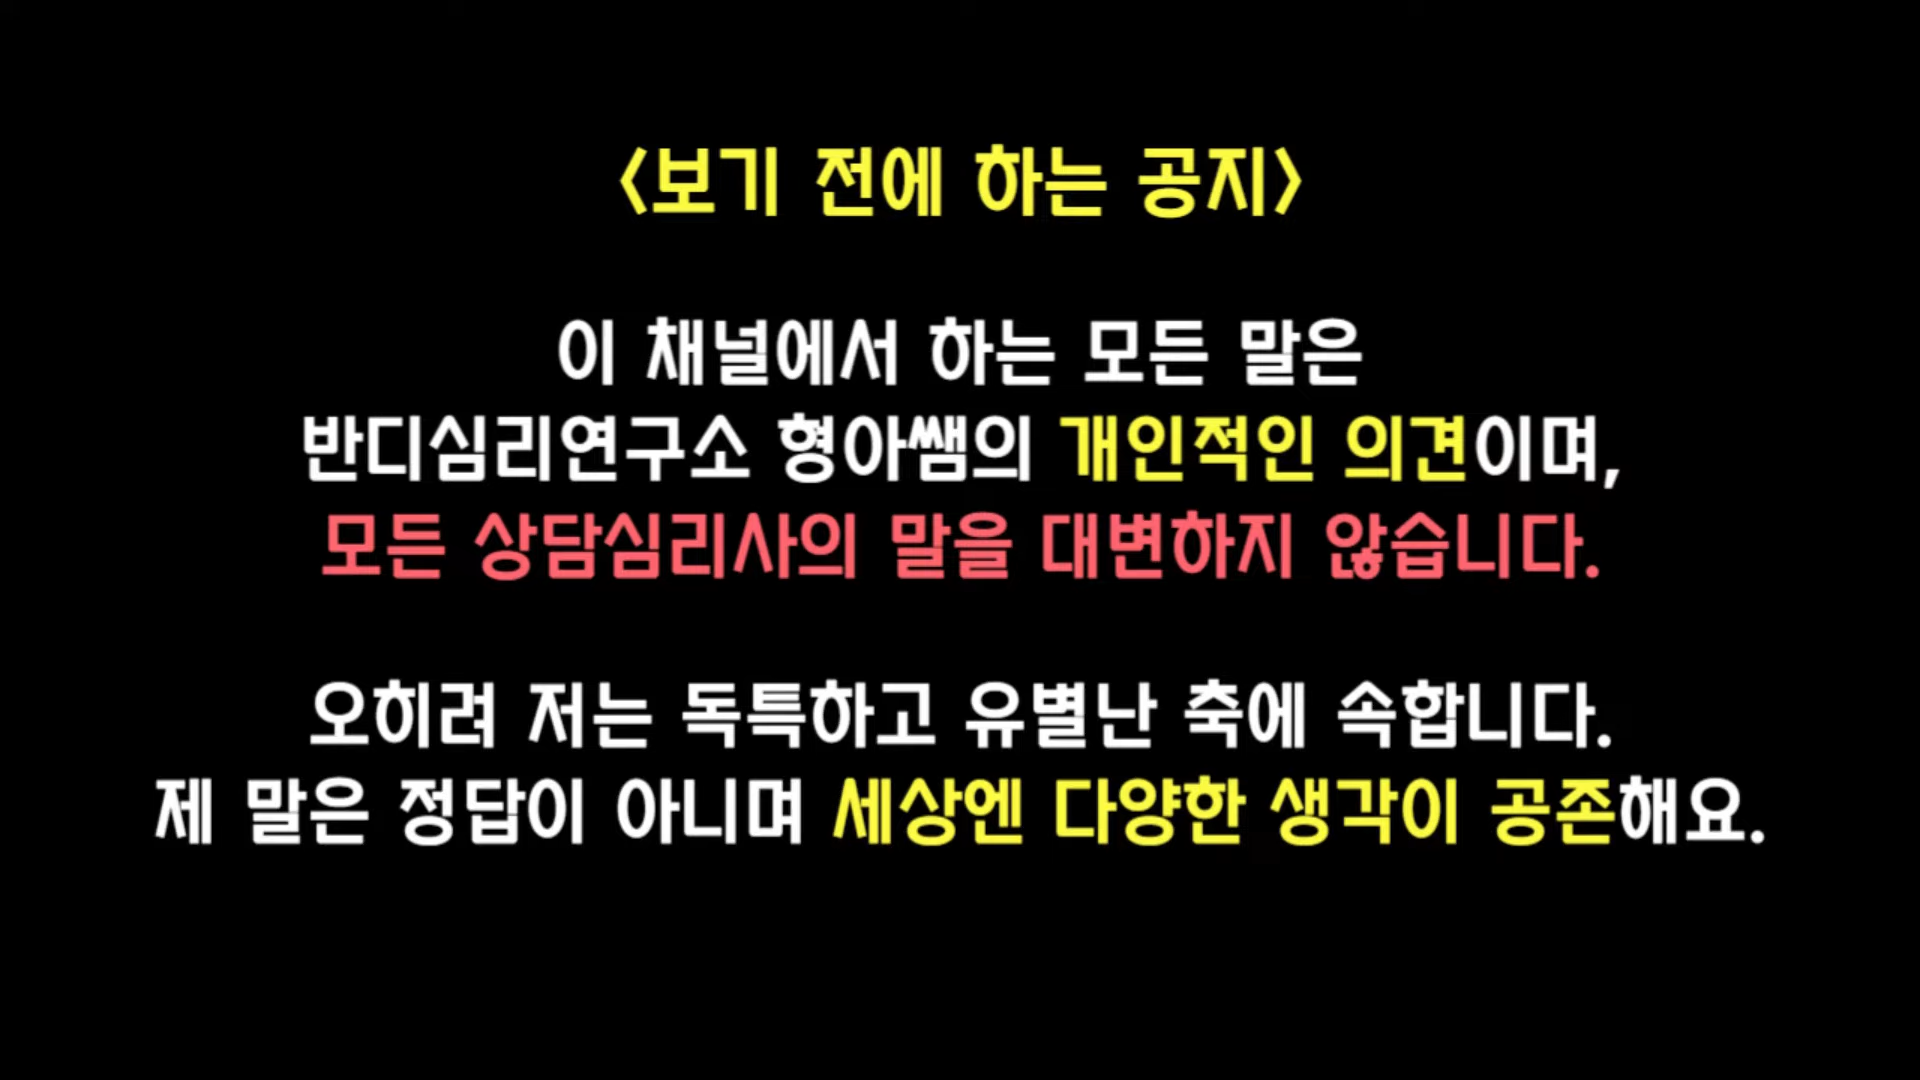 <보기 전에 하는 공지>
이 채널에서 하는 모든 말은
반디심리연구소 형아쌤의 개인적인 의견이며,
모든 상담심리사의 말을 대변하지 않습니다.
오히려 저는 독특하고 유별난 축에 속합니다.
제 말은 정답이 아니며 세상엔 다양한 생각이 공존해요.